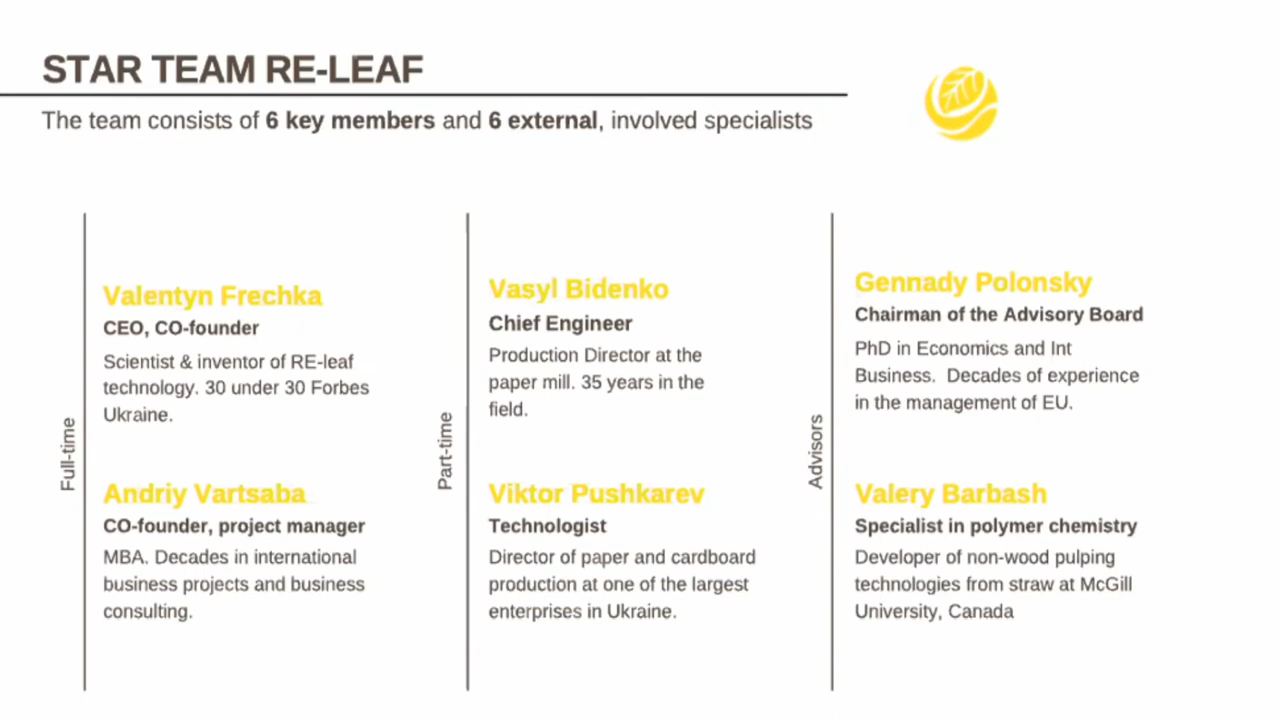 STAR TEAM RE-LEAF
The team consists of 6 key members and 6 external, involved specialists
Full-time
Valentyn Frechka
CEO, CO-founder
Scientist & inventor of RE-leaf
technology. 30 under 30 Forbes
Ukraine.
Andriy Vartsaba
CO-founder, project manager
MBA. Decades in international
business projects and business
consulting.
Part-time
Vasyl Bidenko
Chief Engineer
Production Director at the
paper mill. 35 years in the
field.
Viktor Pushkarev
Technologist
Director of paper and cardboard
production at one of the largest
enterprises in Ukraine.
Advisors
Gennady Polonsky
Chairman of the Advisory Board
PhD in Economics and Int
Business.  Decades of experience
in the management of EU.
Valery Barbash
Specialist in polymer chemistry
Developer of non-wood pulping
technologies from straw at McGill
University, Canada